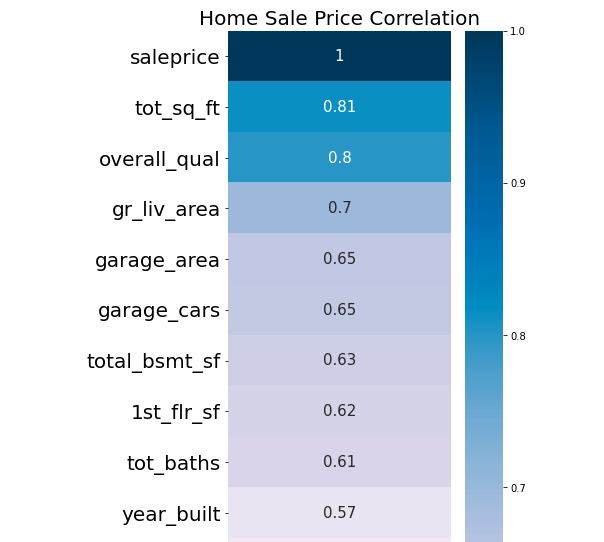 Home Sale Price Correlation
saleprice 1
tot_sq_ft 0.81
overall_qual 0.8
gr_liv_area 0.7
garage_area 0.65
garage_cars 0.65
total_bsmt_sf 0.63
1st_flr_sf 0.62
tot_baths 0.61
year_built 0.57
1.0
0.9
0.8
0.7